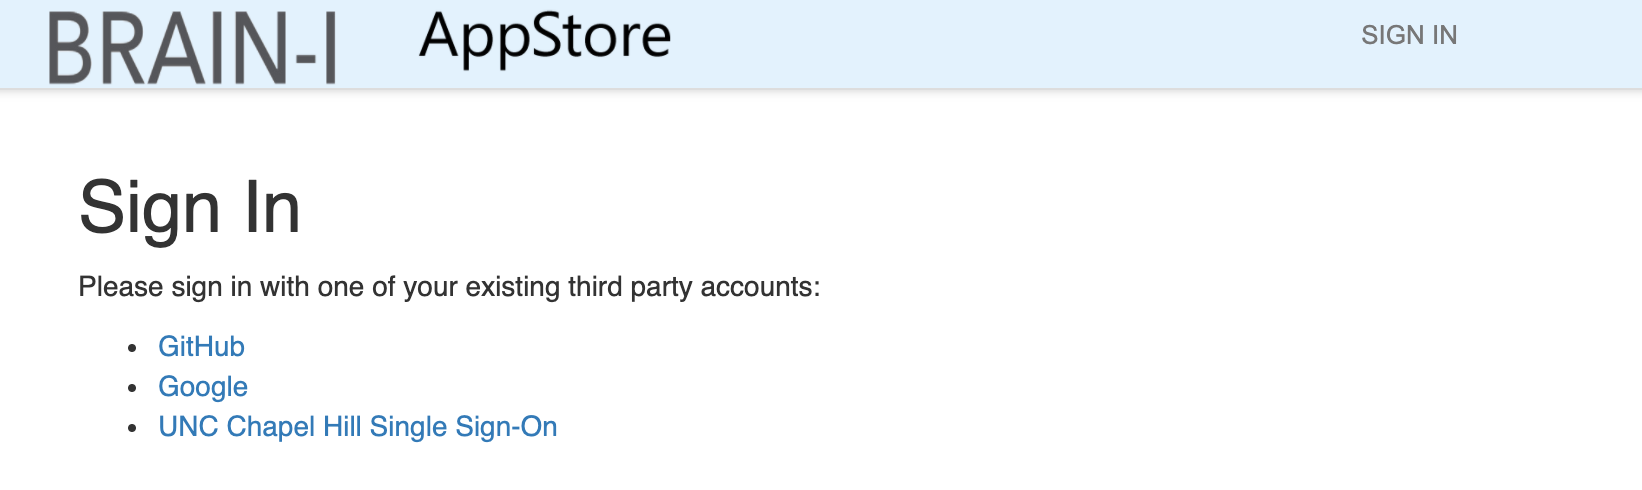 BRAIN-I AppStore SIGN IN
Sign In
Please sign in with one of your existing third party accounts:
• GitHub
• Google
• UNC Chapel Hill Single Sign-On